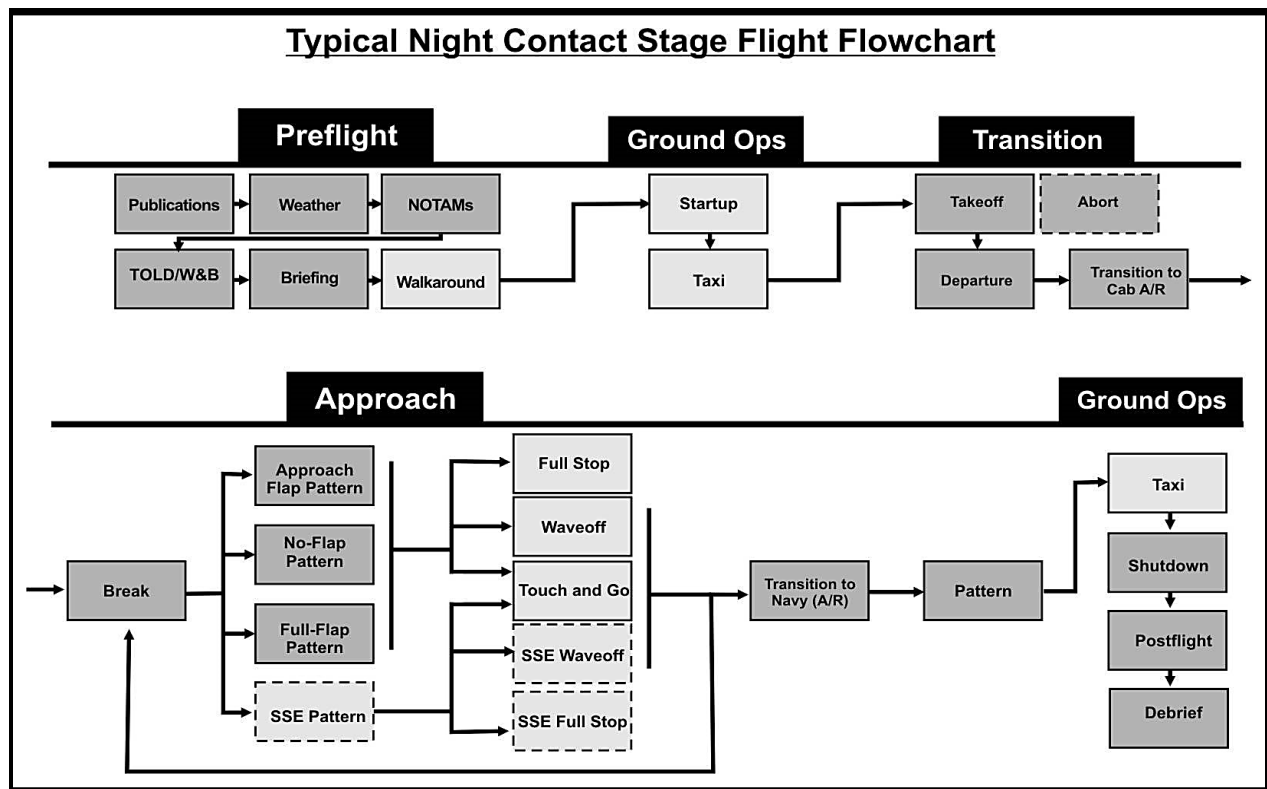 Typical Night Contact Stage Flight Flowchart
Preflight
Ground Ops
Transition
Publications
Weather
NOTAMs
TOLD/W&B
Briefing
Walkaround
Startup
Taxi
Takeoff
Abort
Departure
Transition to
Cab A/R
Approach
Ground Ops
Break
Approach
Flap Pattern
No-Flap
Pattern
Full-Flap
Pattern
SSE Pattern
Full Stop
Waveoff
Touch and Go
SSE Waveoff
SSE Full Stop
Transition to
Navy (A/R)
Pattern
Taxi
Shutdown
Postflight
Debrief